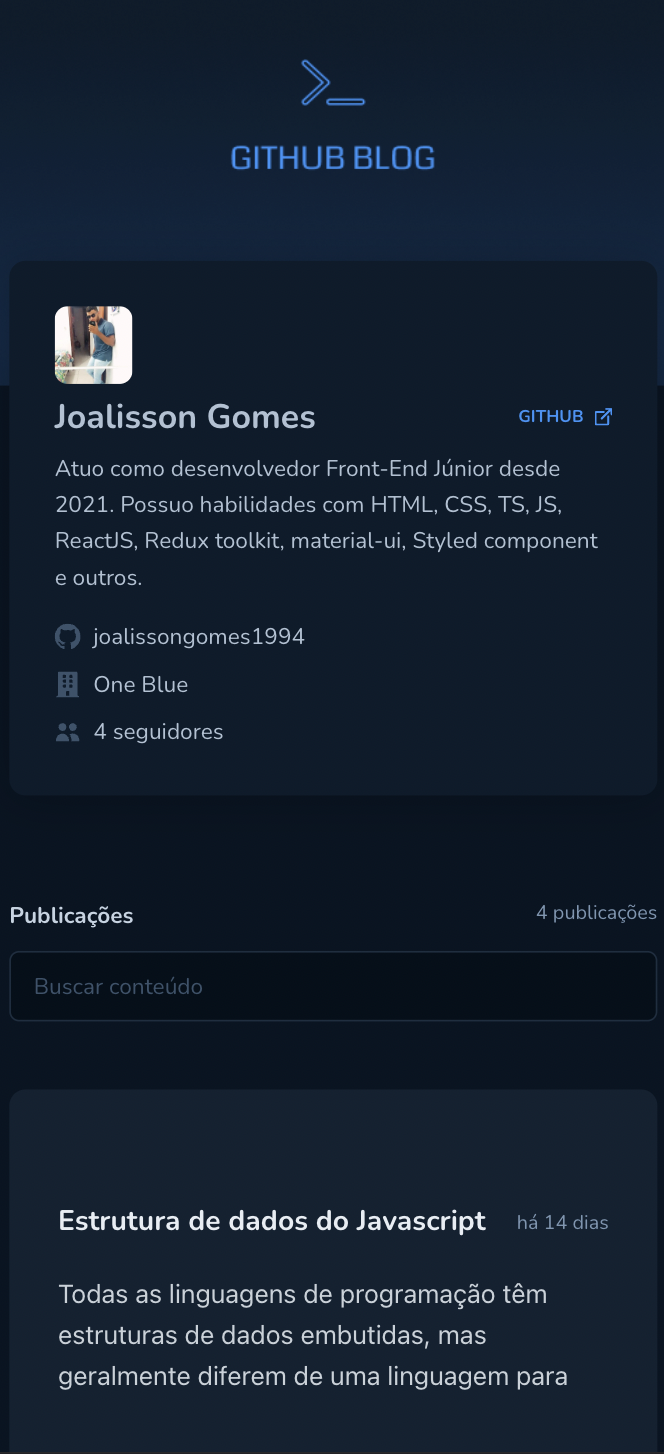 GITHUB BLOG
Joalisson Gomes
GITHUB
Atuo como desenvolvedor Front-End Júnior desde
2021. Possuo habilidades com HTML, CSS, TS, JS,
ReactJS, Redux toolkit, material-ui, Styled component
e outros.
joalissongomes1994
One Blue
4 seguidores
Publicações
4 publicações
Buscar conteúdo
Estrutura de dados do Javascript
há 14 dias
Todas as linguagens de programação têm
estruturas de dados embutidas, mas
geralmente diferem de uma linguagem para